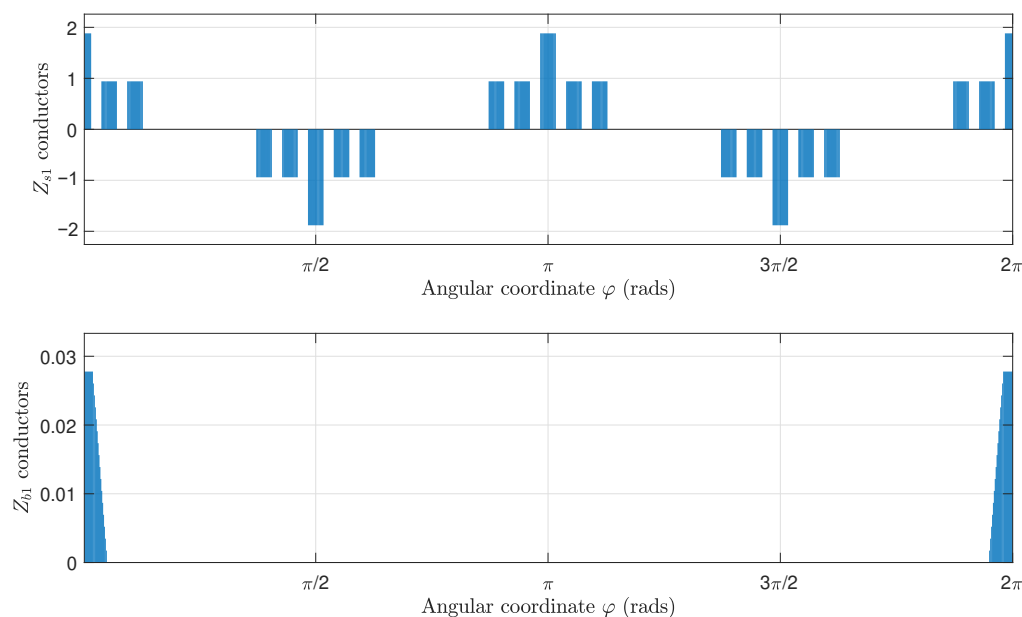 2
1
0
−1
−2
Z_{s1} conductors
π/2 π 3π/2 2π
Angular coordinate φ (rads)
0.03
0.02
0.01
0
Z_{b1} conductors
π/2 π 3π/2 2π
Angular coordinate φ (rads)